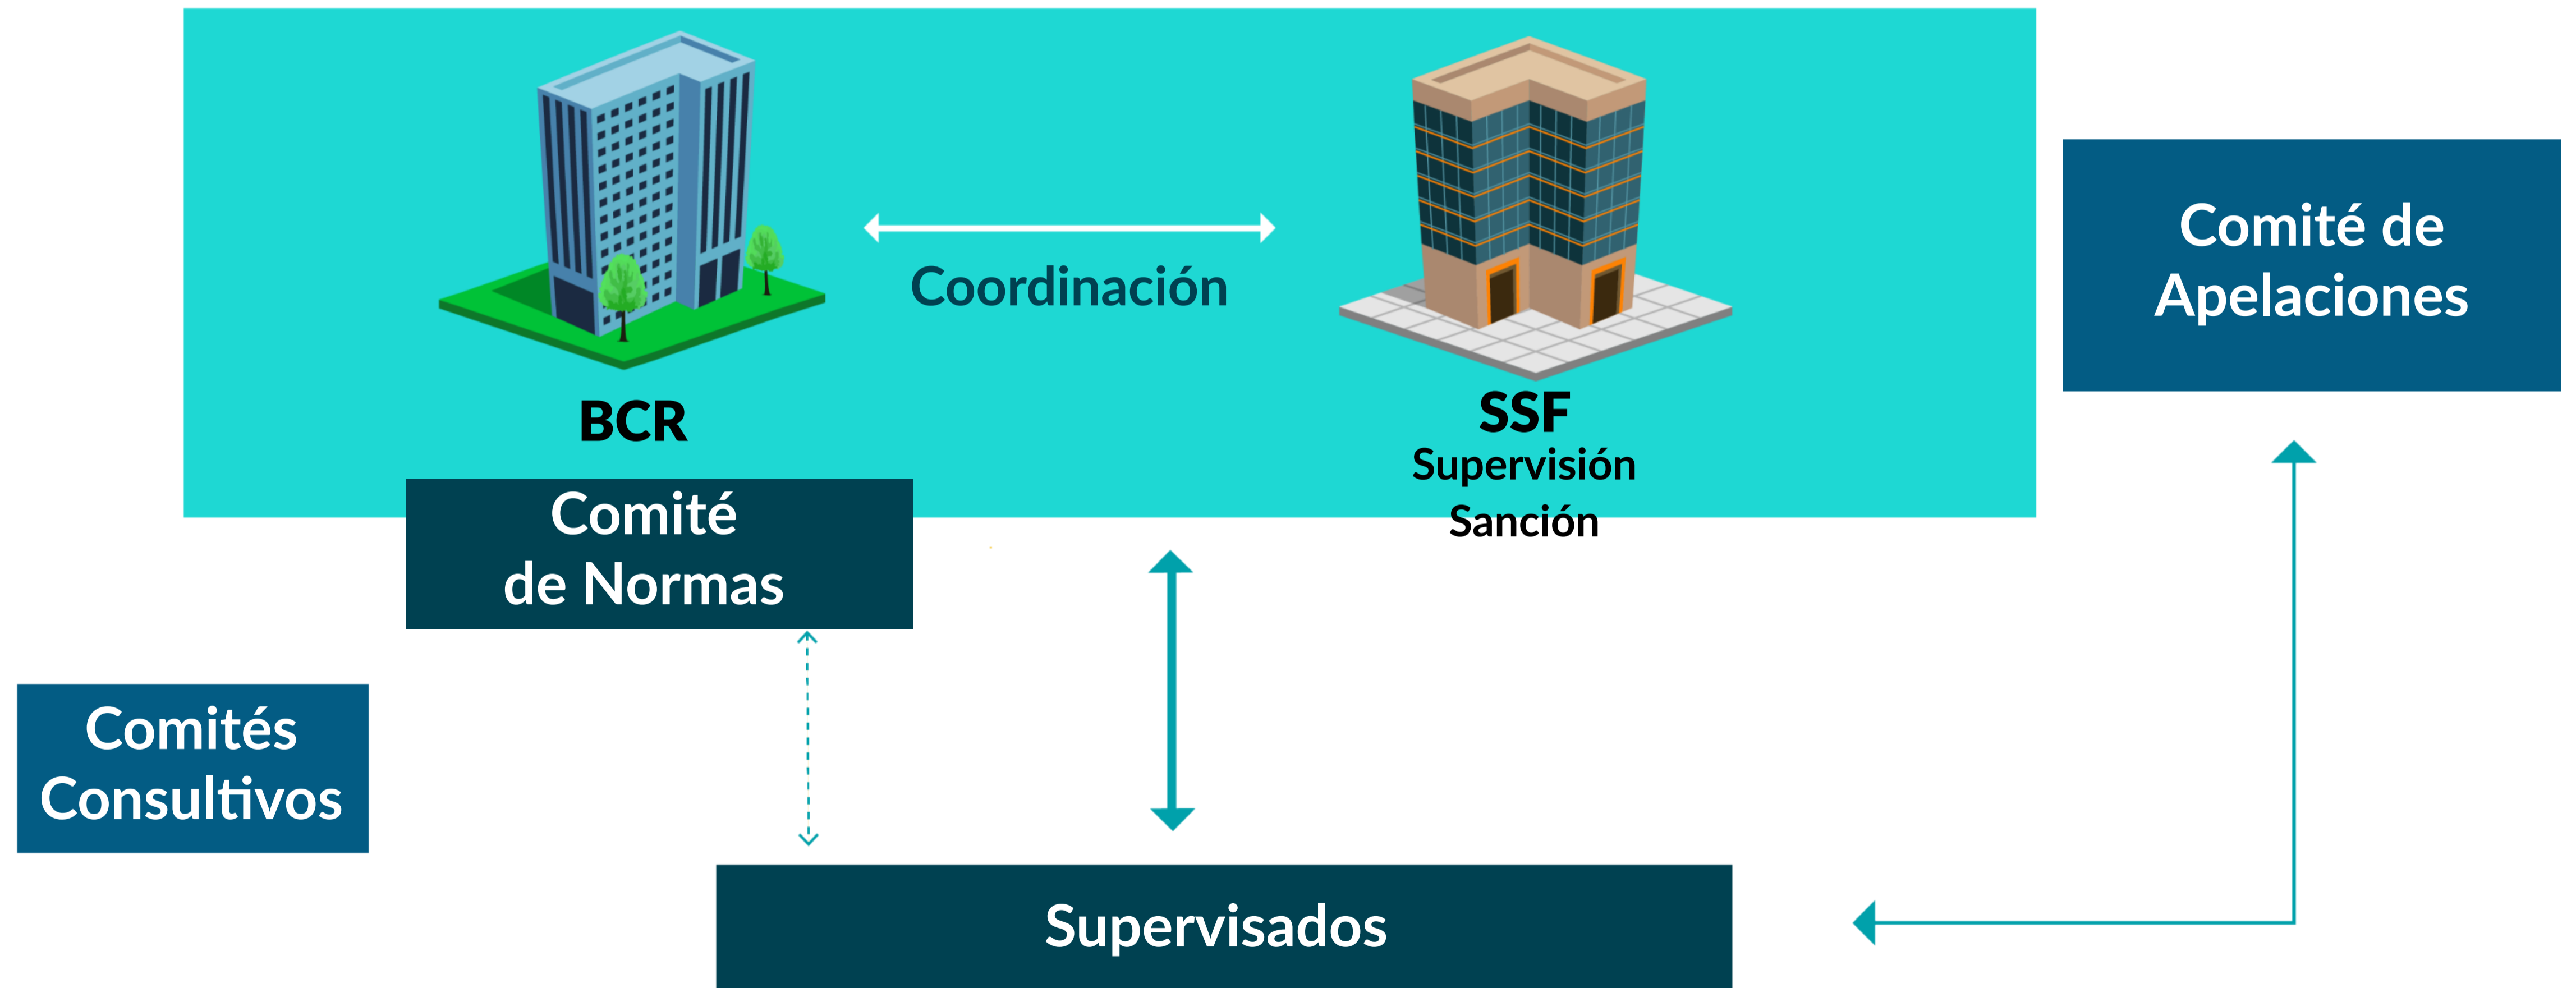 Coordinación
BCR
SSF
Supervisión
Sanción
Comité
de Normas
Comité de
Apelaciones
Comités
Consultivos
Supervisados